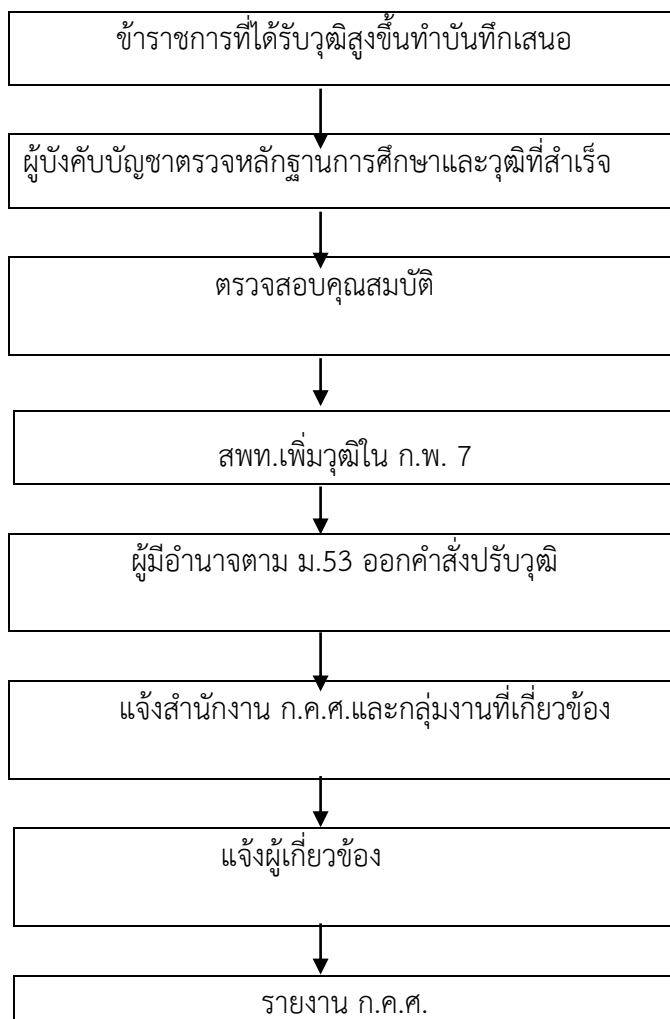 ข้าราชการที่ได้รับวุฒิสูงขึ้นทำบันทึกเสนอ
ผู้บังคับบัญชาตรวจหลักฐานการศึกษาและวุฒิที่สำเร็จ
ตรวจสอบคุณสมบัติ
สพท.เพิ่มวุฒิใน ก.พ. 7
ผู้มีอำนาจตาม ม.53 ออกคำสั่งปรับวุฒิ
แจ้งสำนักงาน ก.ค.ศ.และกลุ่มงานที่เกี่ยวข้อง
แจ้งผู้เกี่ยวข้อง
รายงาน ก.ค.ศ.